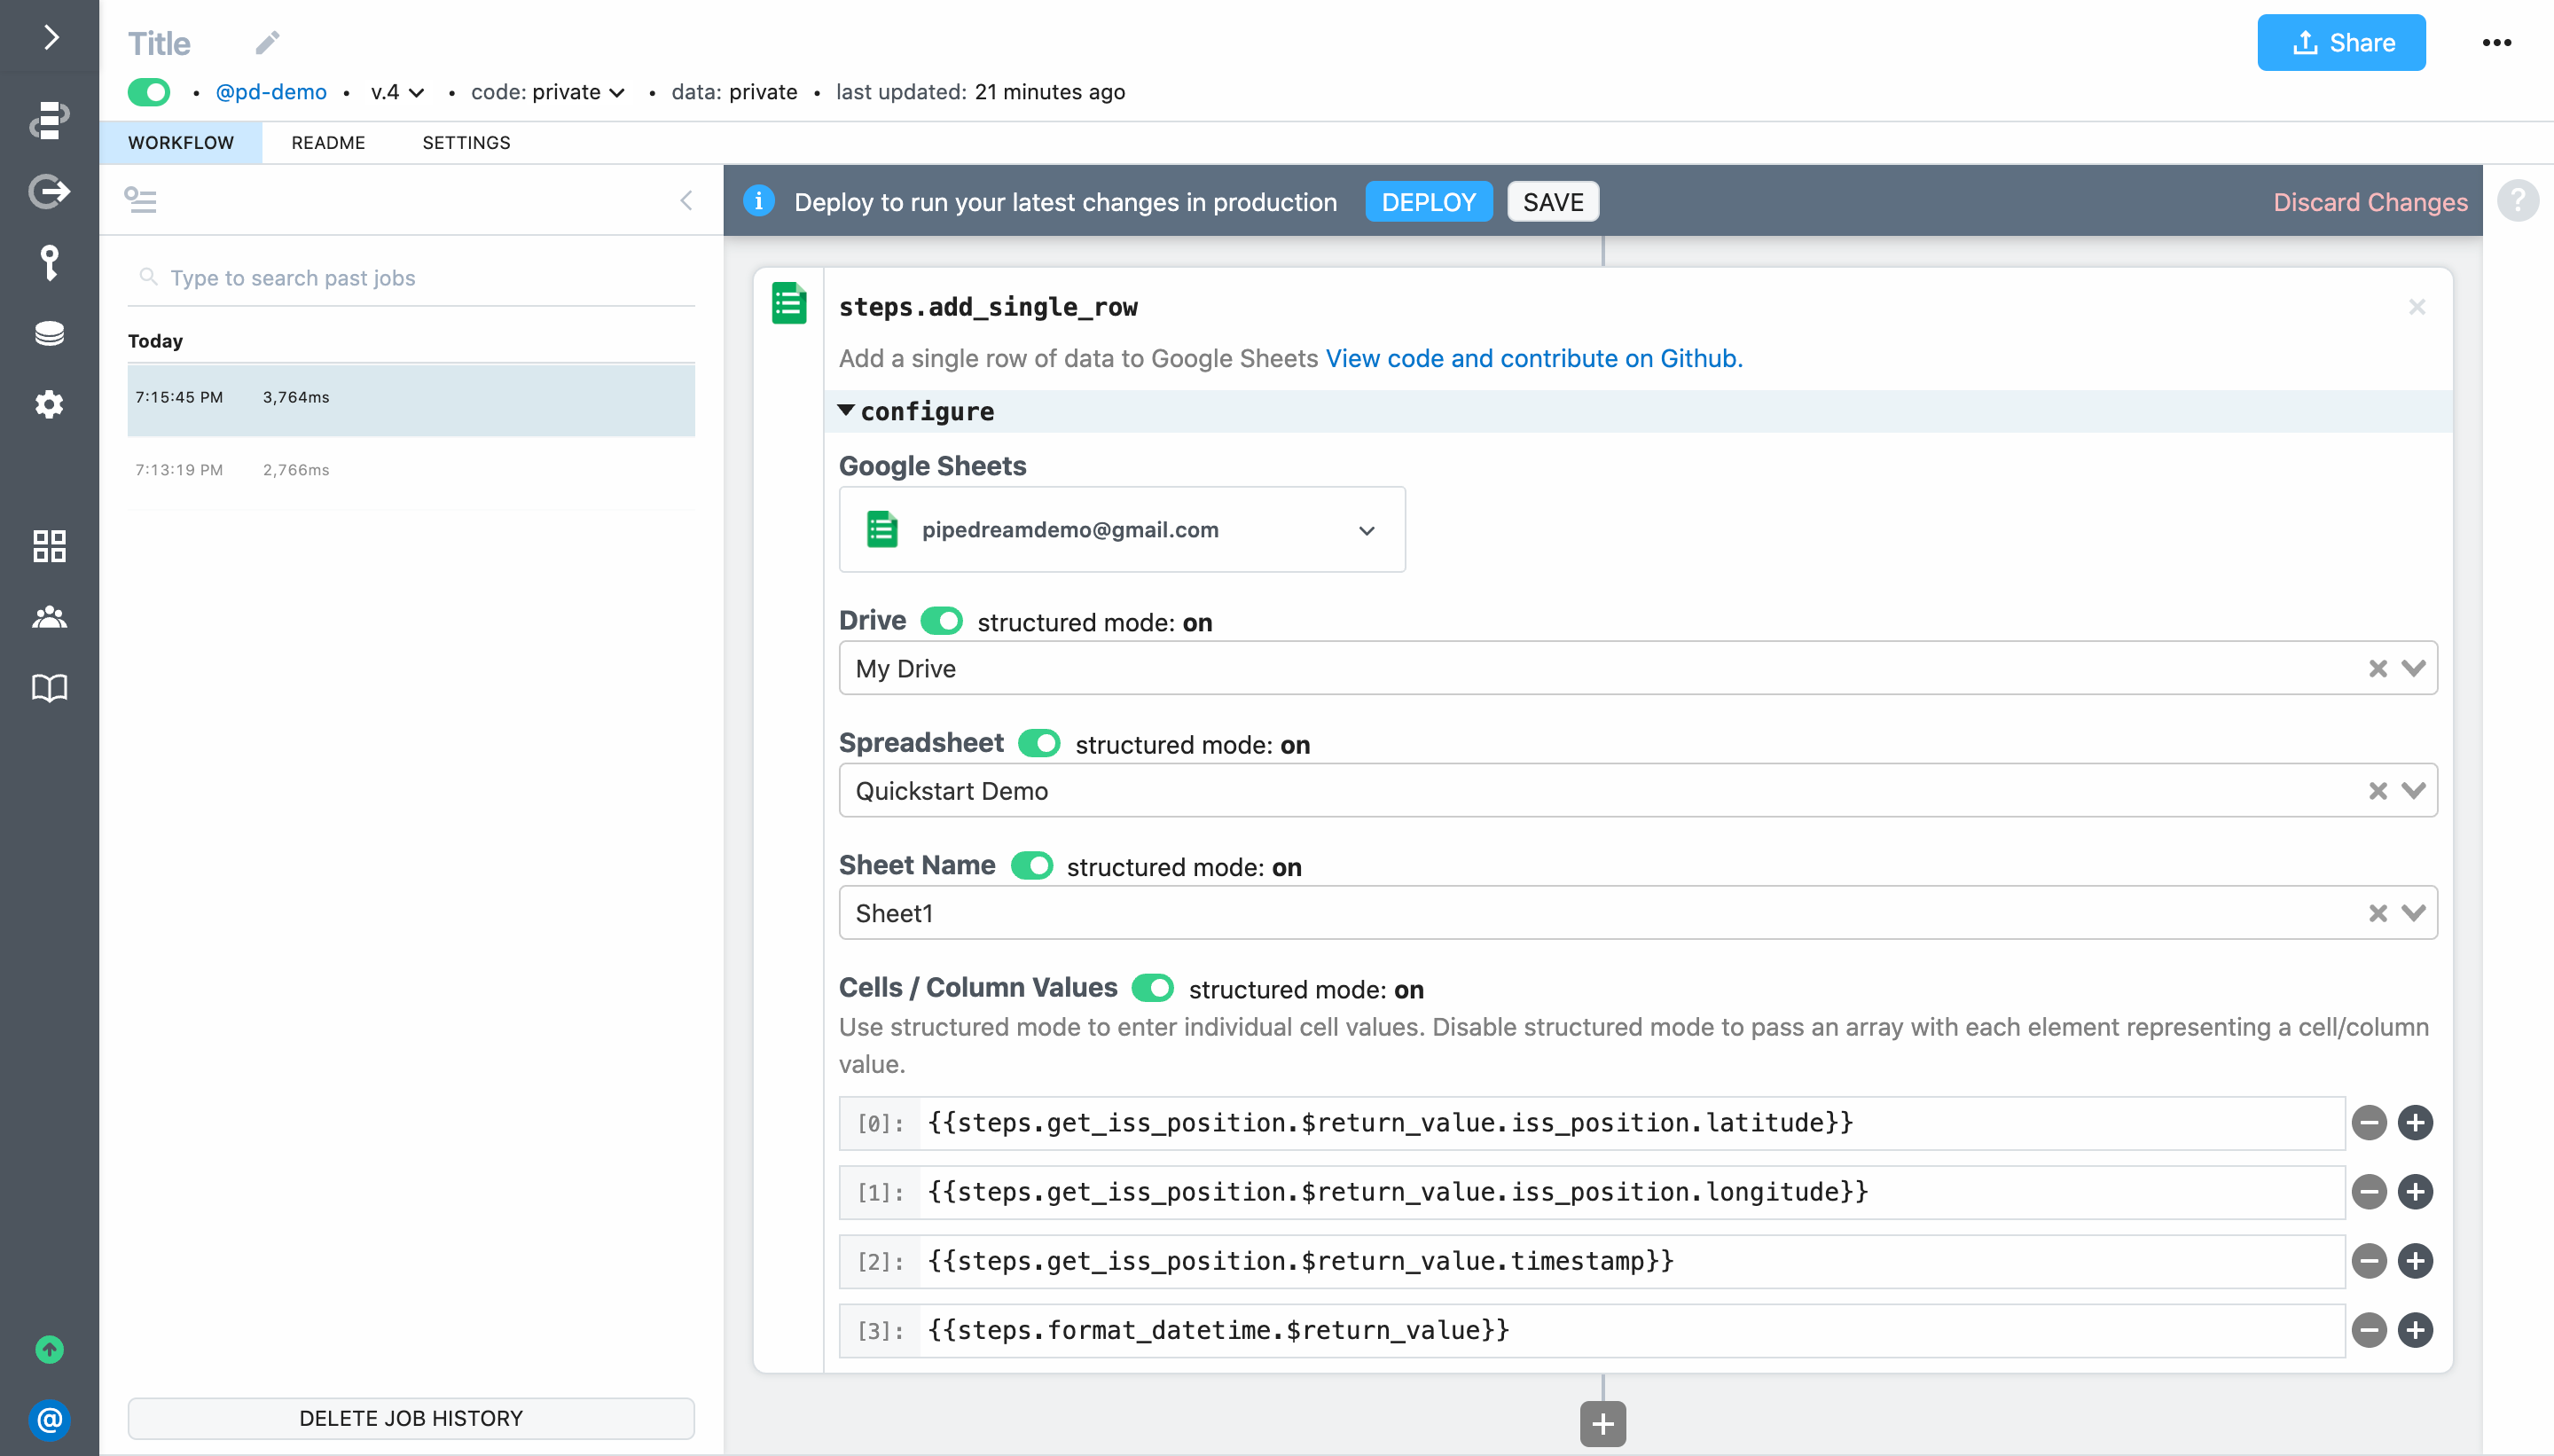 Title
Share
@pd-demo • v.4 • code: private • data: private • last updated: 21 minutes ago
WORKFLOW README SETTINGS
Deploy to run your latest changes in production DEPLOY SAVE Discard Changes
?
Type to search past jobs
Today
7:15:45 PM 3,764ms
7:13:19 PM 2,766ms
DELETE JOB HISTORY
steps.add_single_row
Add a single row of data to Google Sheets View code and contribute on Github.
configure
Google Sheets
pipedreamdemo@gmail.com
Drive structured mode: on
My Drive
Spreadsheet structured mode: on
Quickstart Demo
Sheet Name structured mode: on
Sheet1
Cells / Column Values structured mode: on
Use structured mode to enter individual cell values. Disable structured mode to pass an array with each element representing a cell/column
value.
[0]: {{steps.get_iss_position.$return_value.iss_position.latitude}}
[1]: {{steps.get_iss_position.$return_value.iss_position.longitude}}
[2]: {{steps.get_iss_position.$return_value.timestamp}}
[3]: {{steps.format_datetime.$return_value}}
@